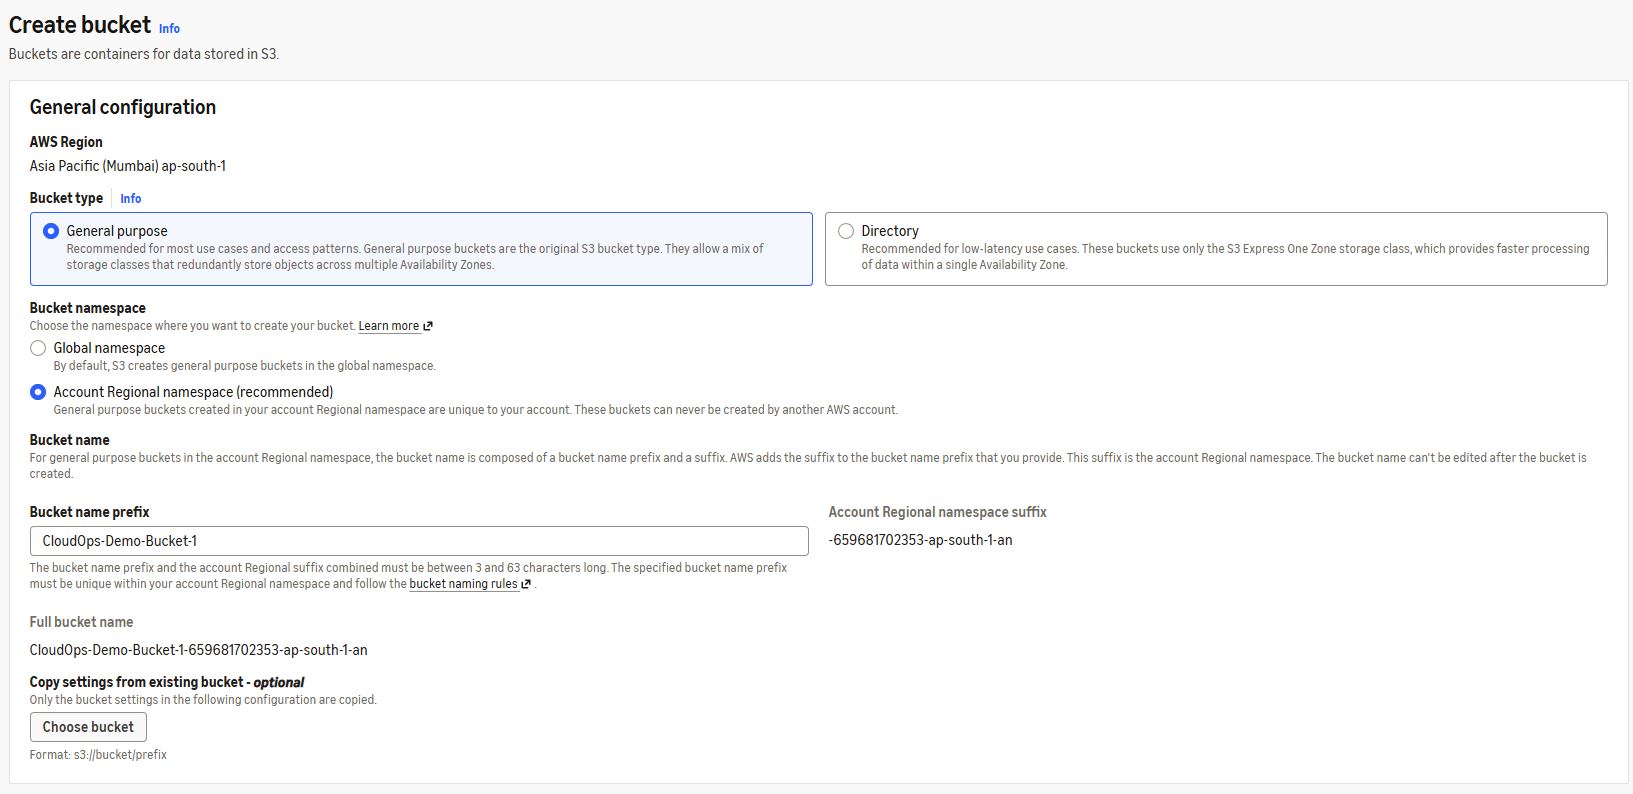 Create bucket Info
Buckets are containers for data stored in S3.
General configuration
AWS Region
Asia Pacific (Mumbai) ap-south-1
Bucket type Info
General purpose
Recommended for most use cases and access patterns. General purpose buckets are the original S3 bucket type. They allow a mix of
storage classes that redundantly store objects across multiple Availability Zones.
Directory
Recommended for low-latency use cases. These buckets use only the S3 Express One Zone storage class, which provides faster processing
of data within a single Availability Zone.
Bucket namespace
Choose the namespace where you want to create your bucket. Learn more
Global namespace
By default, S3 creates general purpose buckets in the global namespace.
Account Regional namespace (recommended)
General purpose buckets created in your account Regional namespace are unique to your account. These buckets can never be created by another AWS account.
Bucket name
For general purpose buckets in the account Regional namespace, the bucket name is composed of a bucket name prefix and a suffix. AWS adds the suffix to the bucket name prefix that you provide. This suffix is the account Regional namespace. The bucket name can't be edited after the bucket is
created.
Bucket name prefix
CloudOps-Demo-Bucket-1
The bucket name prefix and the account Regional suffix combined must be between 3 and 63 characters long. The specified bucket name prefix
must be unique within your account Regional namespace and follow the bucket naming rules .
Account Regional namespace suffix
-659681702353-ap-south-1-an
Full bucket name
CloudOps-Demo-Bucket-1-659681702353-ap-south-1-an
Copy settings from existing bucket - optional
Only the bucket settings in the following configuration are copied.
Choose bucket
Format: s3://bucket/prefix